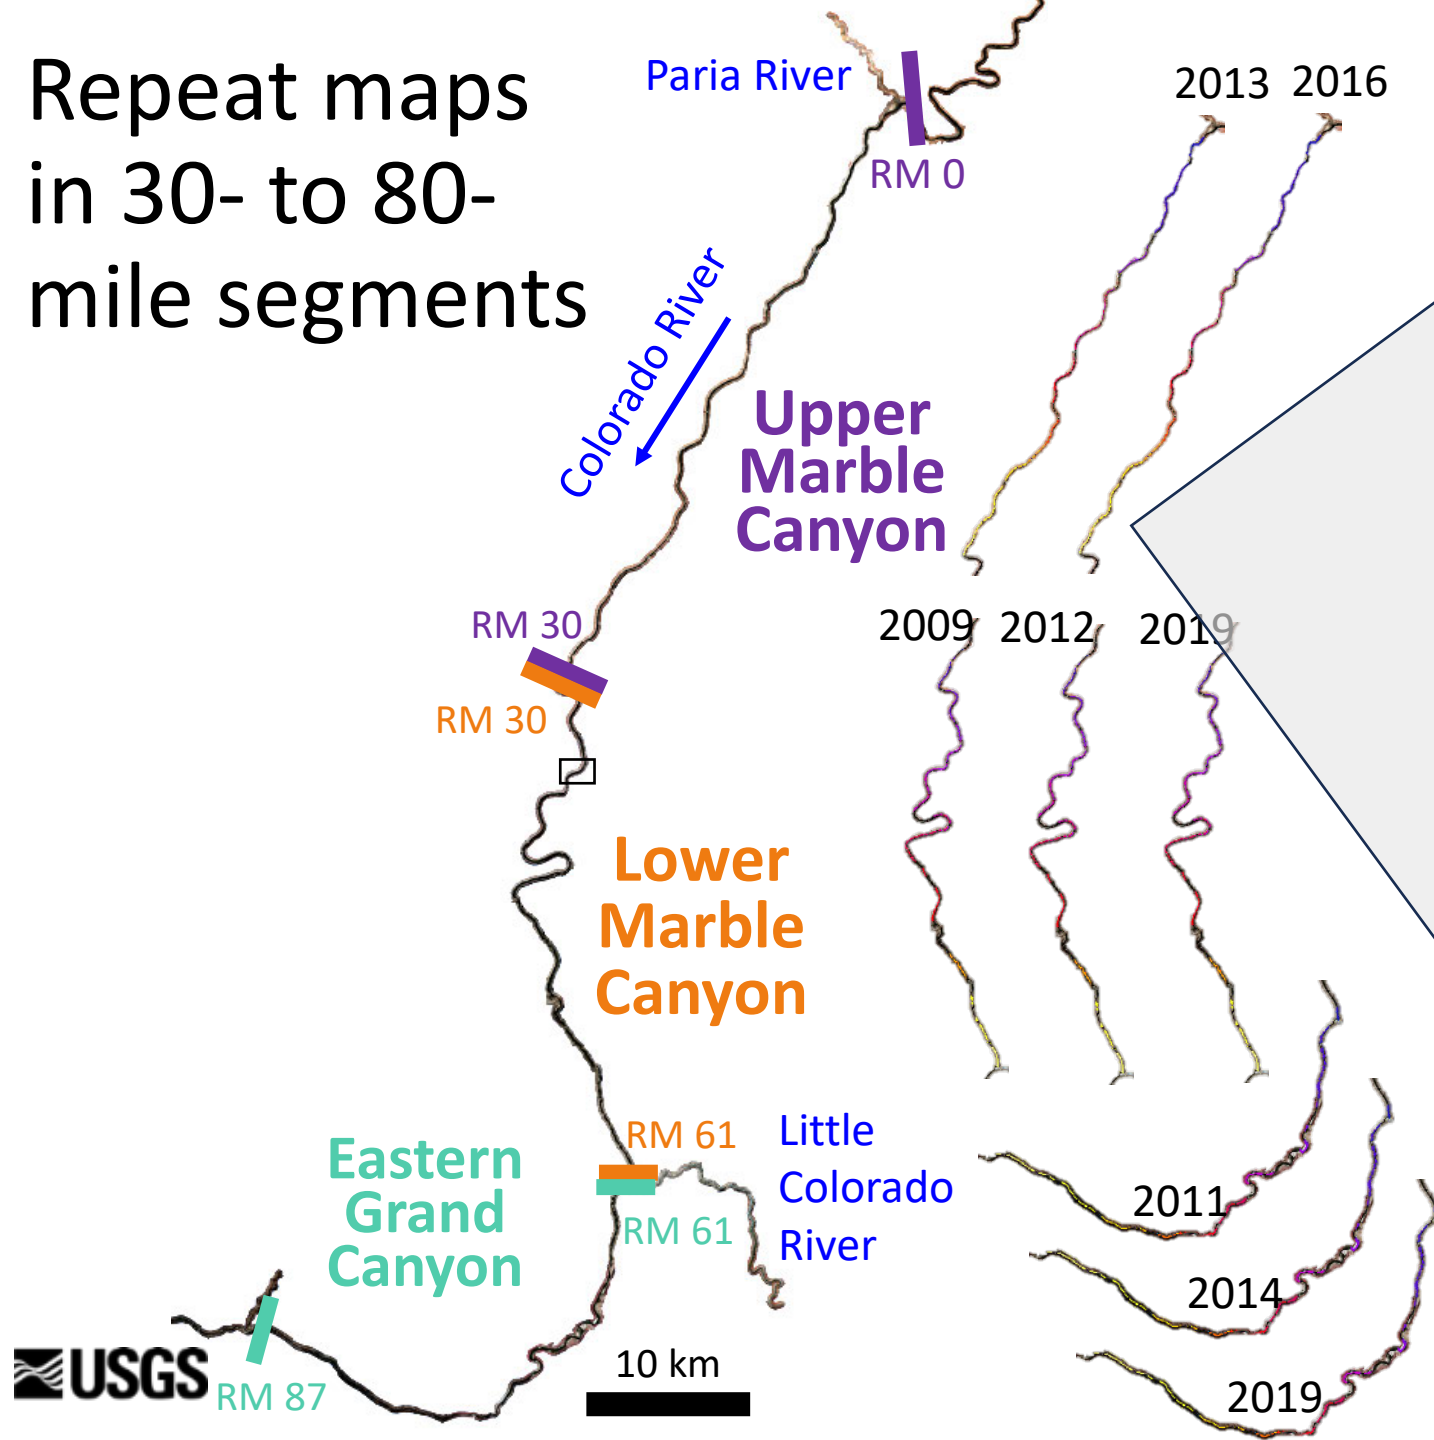 Repeat maps
in 30- to 80-
mile segments
Paria River
RM 0
2013 2016
Colorado River
Upper
Marble
Canyon
RM 30
RM 30
2009 2012 2019
Lower
Marble
Canyon
RM 61
RM 61
Little
Colorado
River
Eastern
Grand
Canyon
2011
2014
2019
10 km
USGS
RM 87